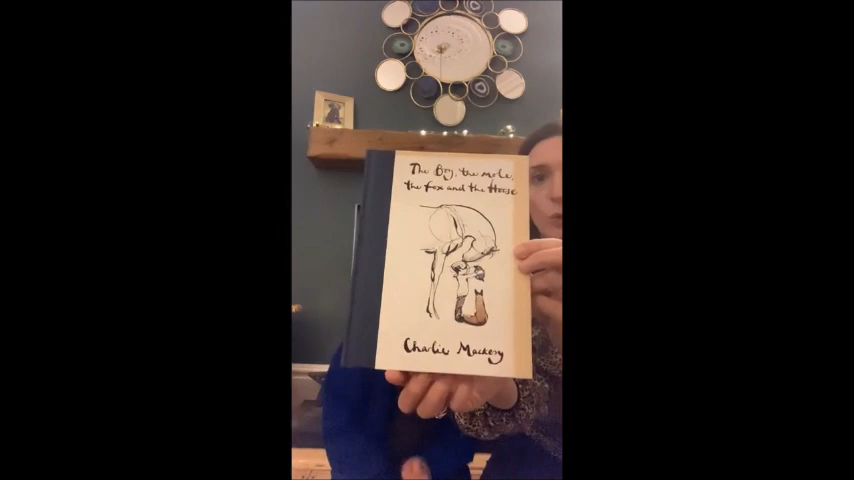 The Boy, the mole,
the fox and the Horse
Charlie Mackesy